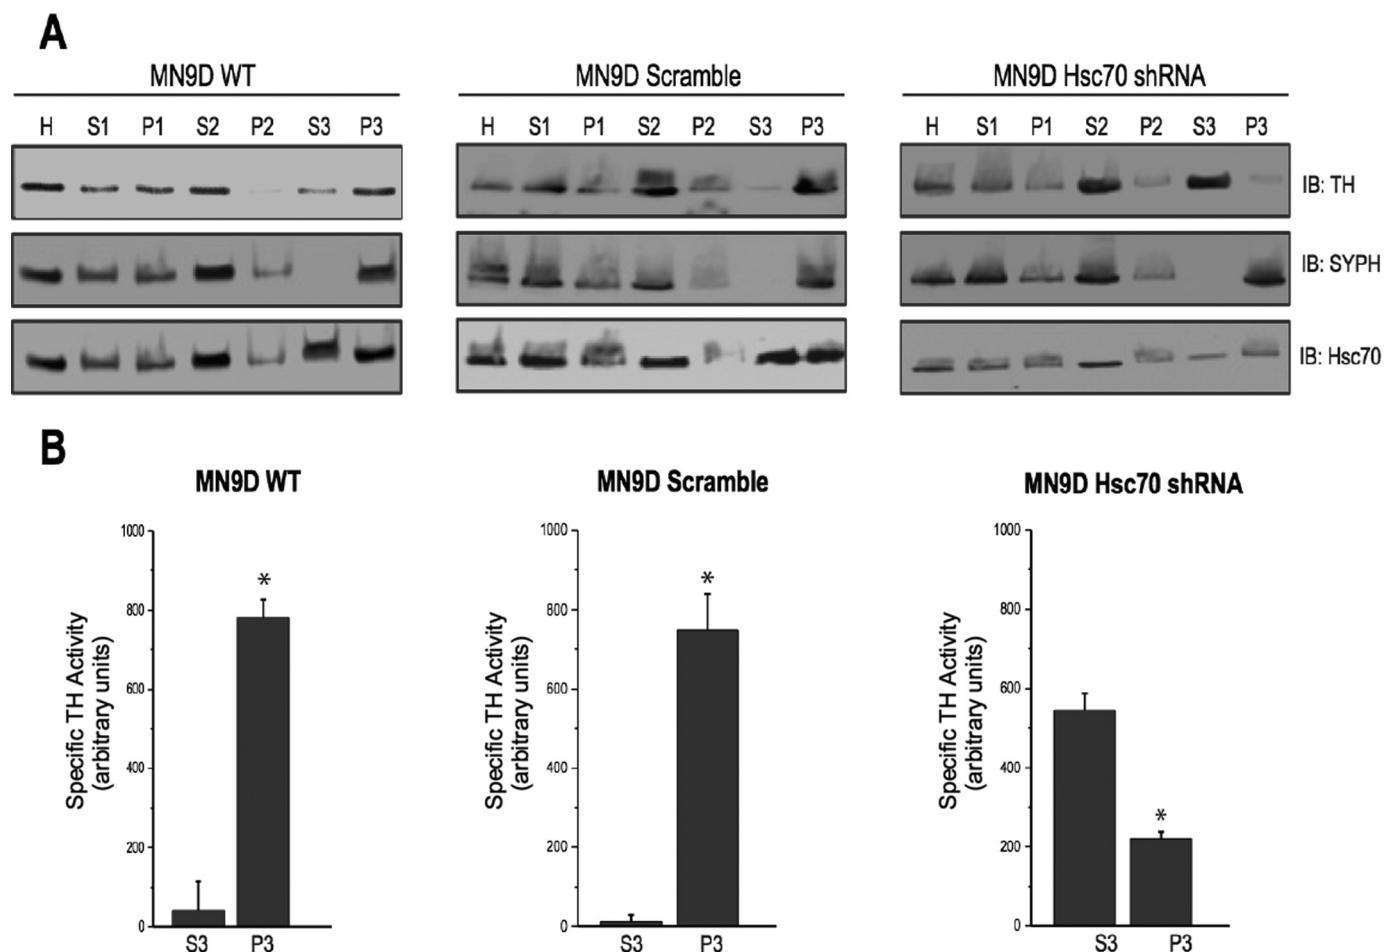 A
MN9D WT
MN9D Scramble
MN9D Hsc70 shRNA
H S1 P1 S2 P2 S3 P3
H S1 P1 S2 P2 S3 P3
H S1 P1 S2 P2 S3 P3
IB: TH
IB: SYPH
IB: Hsc70
B
MN9D WT
Specific TH Activity
(arbitrary units)
1000
800
600
400
200
0
*
S3 P3
MN9D Scramble
Specific TH Activity
(arbitrary units)
1000
800
600
400
200
0
*
S3 P3
MN9D Hsc70 shRNA
Specific TH Activity
(arbitrary units)
1000
800
600
400
200
0
*
S3 P3